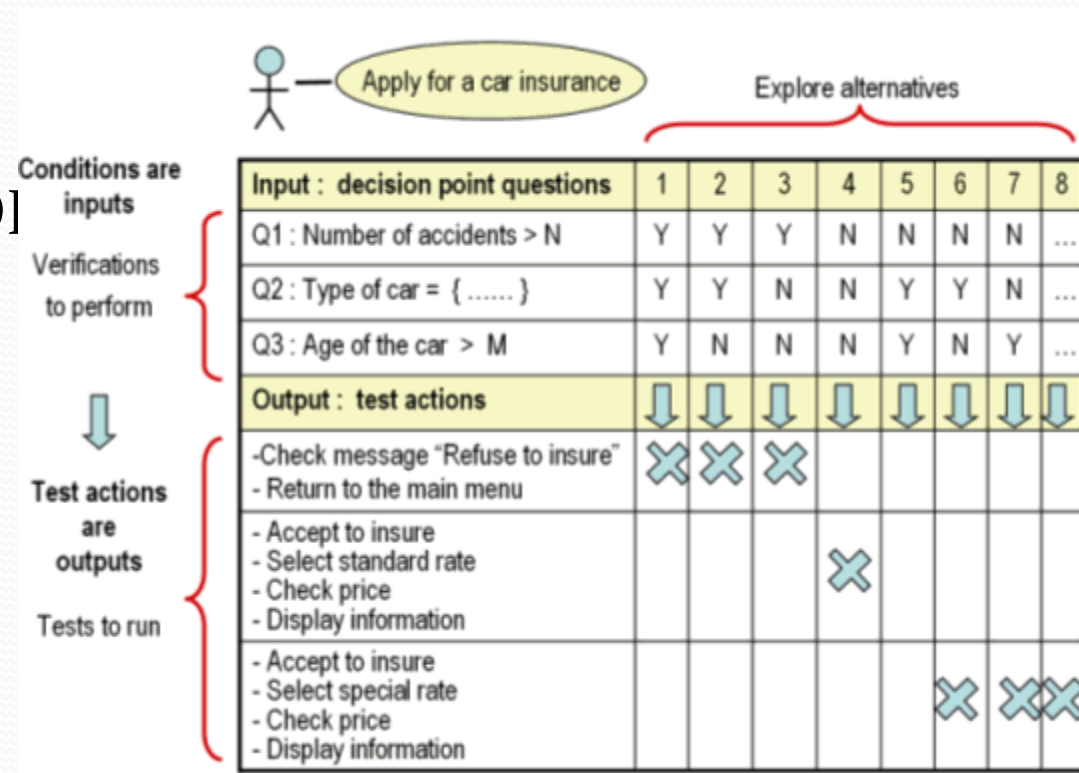 Apply for a car insurance
Explore alternatives
Conditions are
inputs
)]
Verifications
to perform
Input : decision point questions 1 2 3 4 5 6 7 8
Q1 : Number of accidents > N Y Y Y N N N N ...
Q2 : Type of car = { ...... } Y Y N N Y Y N ...
Q3 : Age of the car > M Y N N N Y N Y ...
Output : test actions
Test actions
are
outputs
Tests to run
-Check message “Refuse to insure”
- Return to the main menu
- Accept to insure
- Select standard rate
- Check price
- Display information
- Accept to insure
- Select special rate
- Check price
- Display information